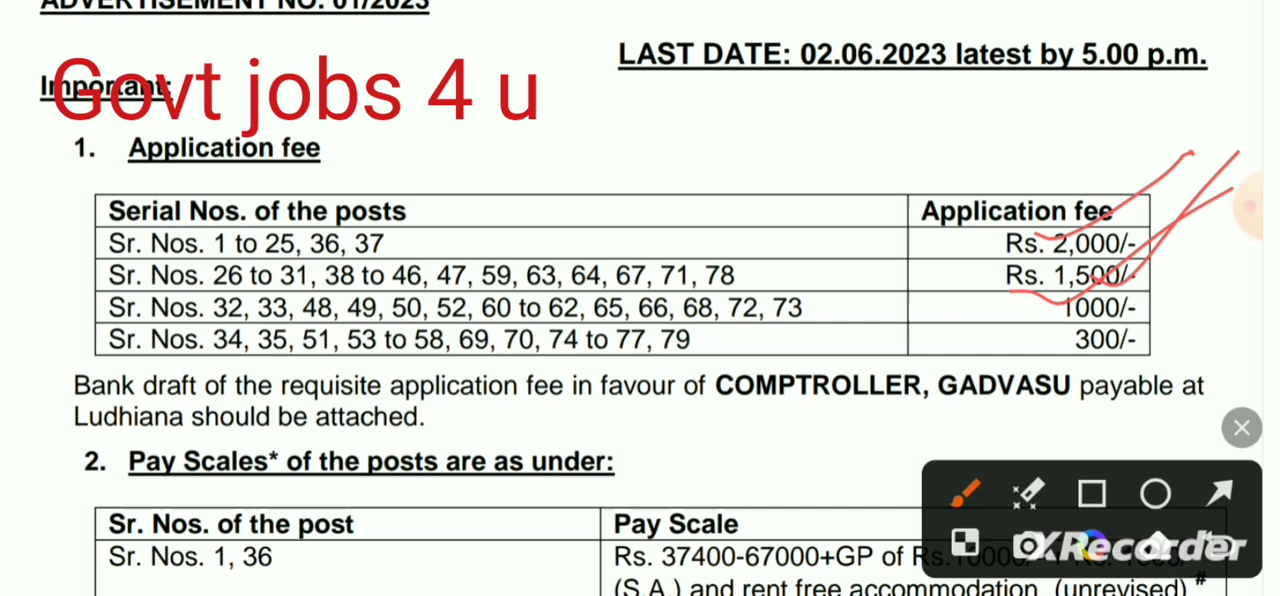 ADVERTISEMENT NO. 01/2023
LAST DATE: 02.06.2023 latest by 5.00 p.m.
Govt jobs 4 u
Important:
1. Application fee
Serial Nos. of the posts Application fee
Sr. Nos. 1 to 25, 36, 37 Rs. 2,000/-
Sr. Nos. 26 to 31, 38 to 46, 47, 59, 63, 64, 67, 71, 78 Rs. 1,500/-
Sr. Nos. 32, 33, 48, 49, 50, 52, 60 to 62, 65, 66, 68, 72, 73 1000/-
Sr. Nos. 34, 35, 51, 53 to 58, 69, 70, 74 to 77, 79 300/-
Bank draft of the requisite application fee in favour of COMPTROLLER, GADVASU payable at
Ludhiana should be attached.
2. Pay Scales* of the posts are as under:
Sr. Nos. of the post Pay Scale
Sr. Nos. 1, 36 Rs. 37400-67000+GP of Rs.
XRecorder
(S.A.) and rent free accommodation (unrevised) #